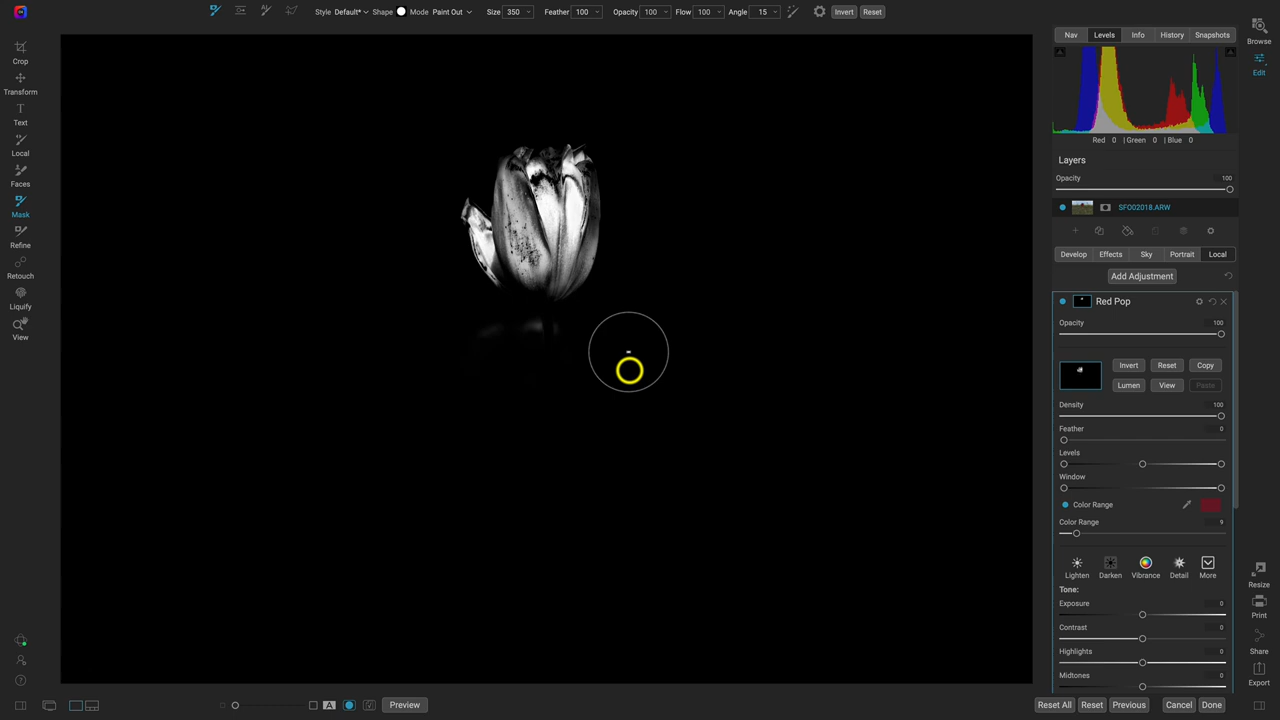 Style Default* Shape Mode Paint Out Size 350 Feather 100 Opacity 100 Flow 100 Angle 15 Invert Reset
Crop
Transform
Text
Local
Faces
Mask
Refine
Retouch
Liquify
View
Nav Levels Info History Snapshots
Red 0 | Green 0 | Blue 0
Layers
Opacity 100
SFO02018.ARW
Develop Effects Sky Portrait Local
Add Adjustment
Red Pop
Opacity 100
Invert Reset Copy
Lumen View Paste
Density 100
Feather 0
Levels
Window
Color Range
Color Range 9
Lighten Darken Vibrance Detail More
Tone:
Exposure 0
Contrast 0
Highlights 0
Midtones 0
Browse
Edit
Resize
Print
Share
Export
A Preview
Reset All Reset Previous Cancel Done